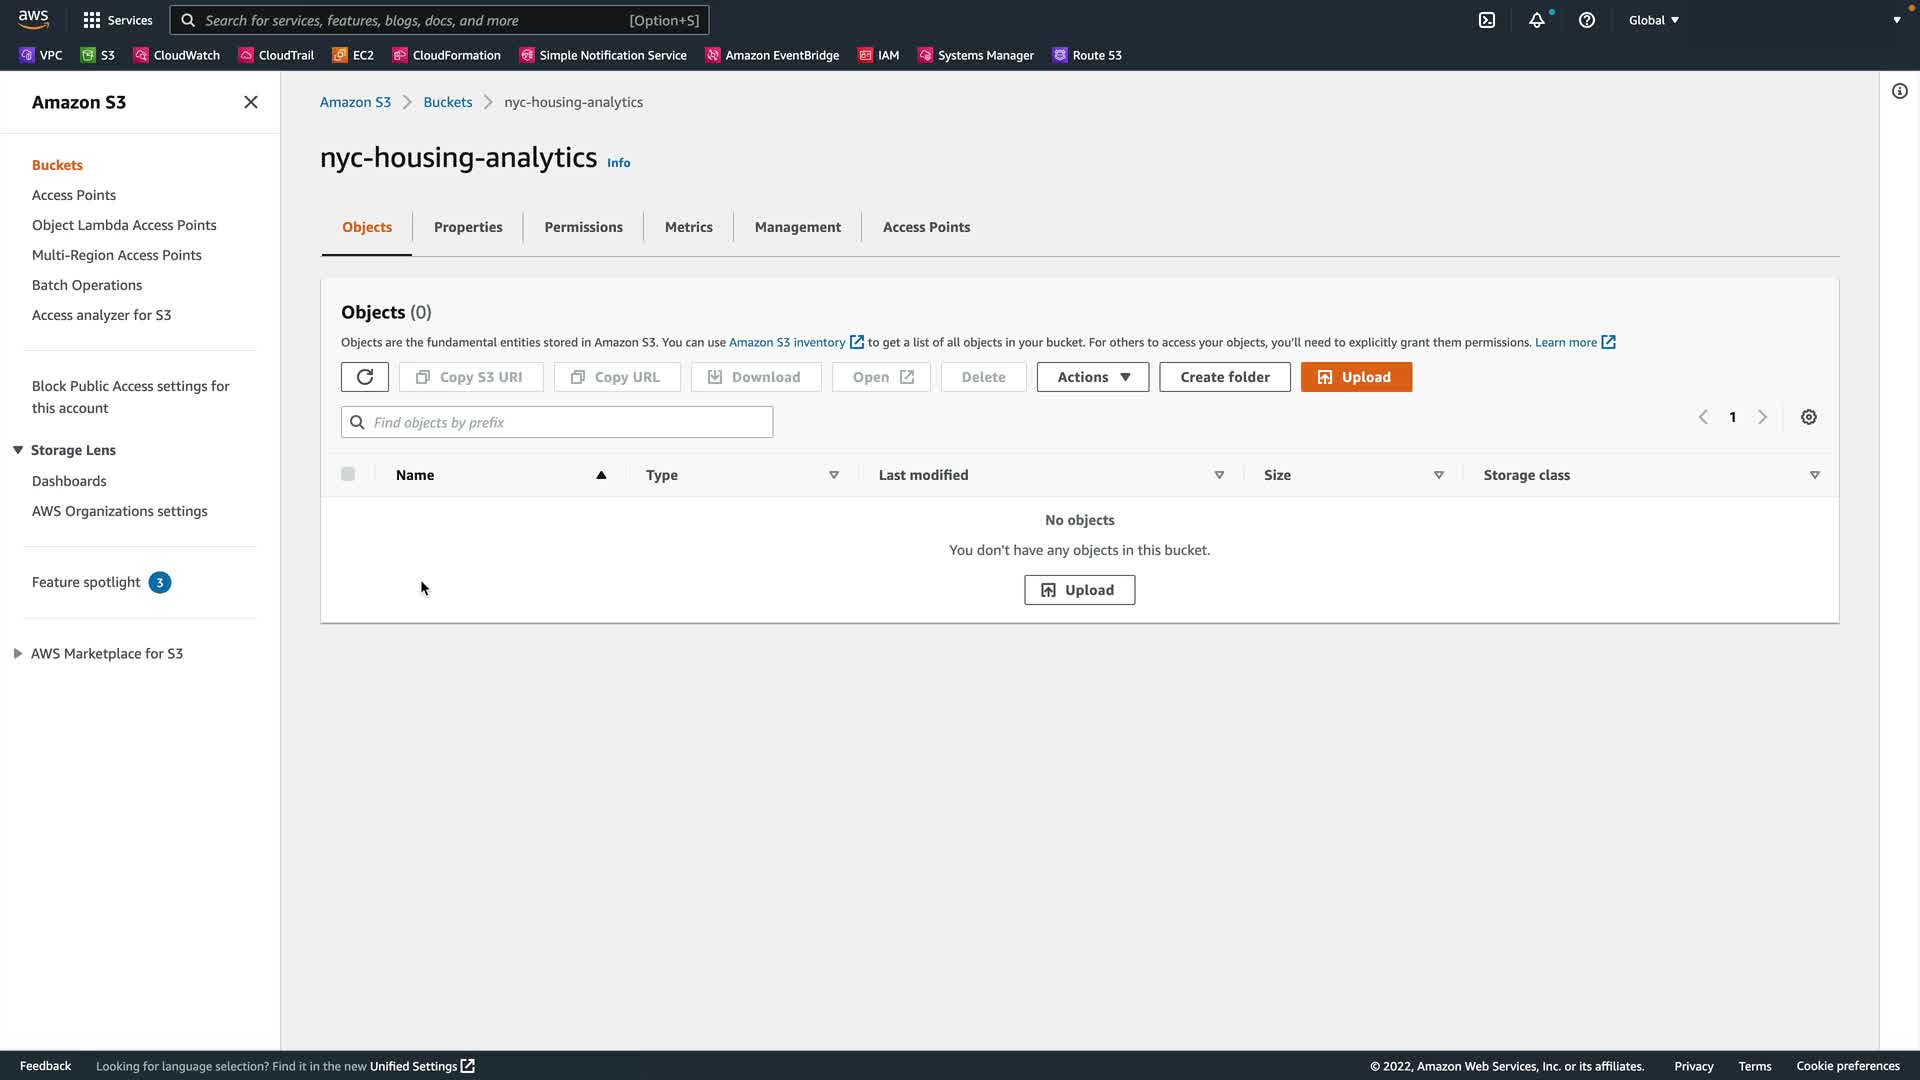 aws
Services
Search for services, features, blogs, docs, and more
[Option+S]
Global
VPC
S3
CloudWatch
CloudTrail
EC2
CloudFormation
Simple Notification Service
Amazon EventBridge
IAM
Systems Manager
Route 53
Amazon S3
Buckets
Access Points
Object Lambda Access Points
Multi-Region Access Points
Batch Operations
Access analyzer for S3
Block Public Access settings for
this account
Storage Lens
Dashboards
AWS Organizations settings
Feature spotlight 3
AWS Marketplace for S3
Amazon S3 > Buckets > nyc-housing-analytics
nyc-housing-analytics Info
Objects
Properties
Permissions
Metrics
Management
Access Points
Objects (0)
Objects are the fundamental entities stored in Amazon S3. You can use Amazon S3 inventory to get a list of all objects in your bucket. For others to access your objects, you'll need to explicitly grant them permissions. Learn more
Copy S3 URI
Copy URL
Download
Open
Delete
Actions
Create folder
Upload
Find objects by prefix
1
Name
Type
Last modified
Size
Storage class
No objects
You don't have any objects in this bucket.
Upload
Feedback
Looking for language selection? Find it in the new Unified Settings
© 2022, Amazon Web Services, Inc. or its affiliates.
Privacy
Terms
Cookie preferences